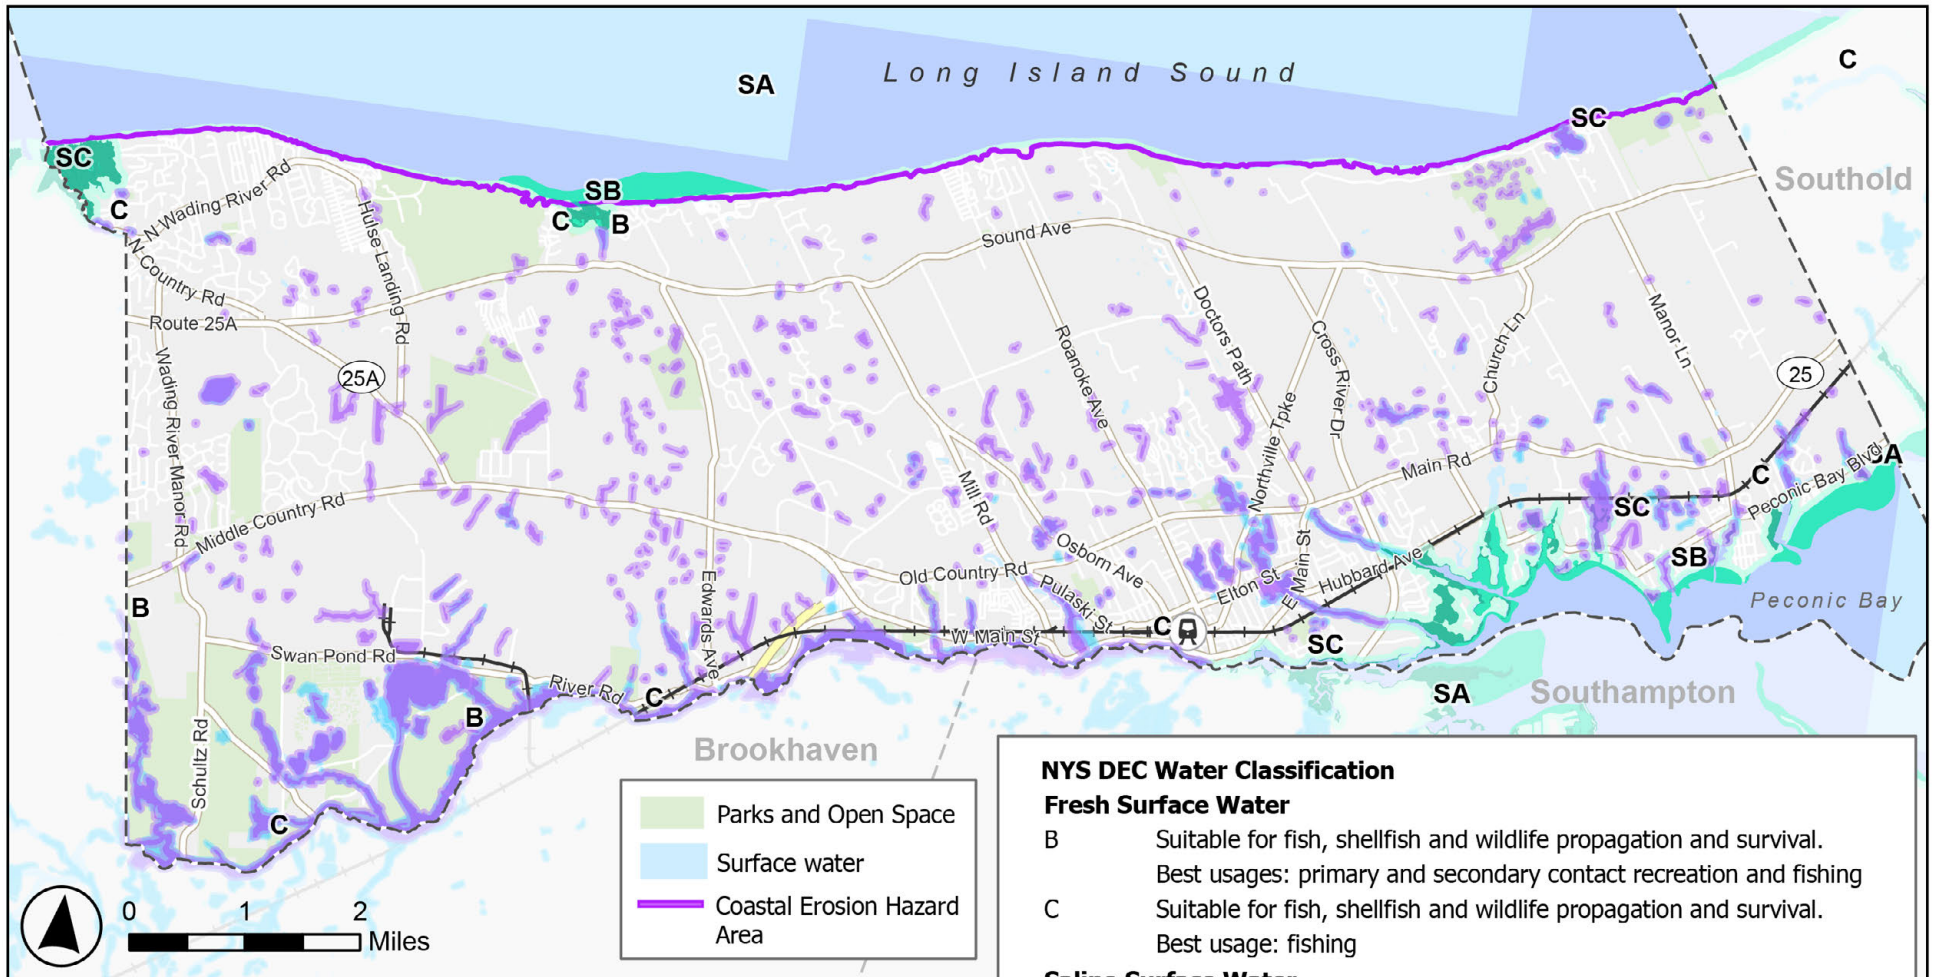 C
SA
Long Island Sound
SC
SC
Southold
SB
C
C
B
N Wading River Rd
Hulse Landing Rd
Sound Ave
N Country Rd
Route 25A
Doctors Path
Manor Ln
Church Ln
Cross River Dr
Roanoke Ave
Wading River Manor Rd
25A
25
Northville Tpke
Main Rd
SA
Mill Rd
C
Peconic Bay Blvd
SC
Middle Country Rd
Osborn Ave
SB
Old Country Rd
Hubbard Ave
Elton St
E Main St
Edwards Ave
Pulaski St
B
Peconic Bay
C
W Main St
SC
Swan Pond Rd
River Rd
C
SA
Southampton
B
Brookhaven
Schultz Rd
C
Parks and Open Space
Surface water
Coastal Erosion Hazard
Area
0 1 2
Miles
NYS DEC Water Classification
Fresh Surface Water
B Suitable for fish, shellfish and wildlife propagation and survival.
Best usages: primary and secondary contact recreation and fishing
C Suitable for fish, shellfish and wildlife propagation and survival.
Best usage: fishing
Saline Surface Water